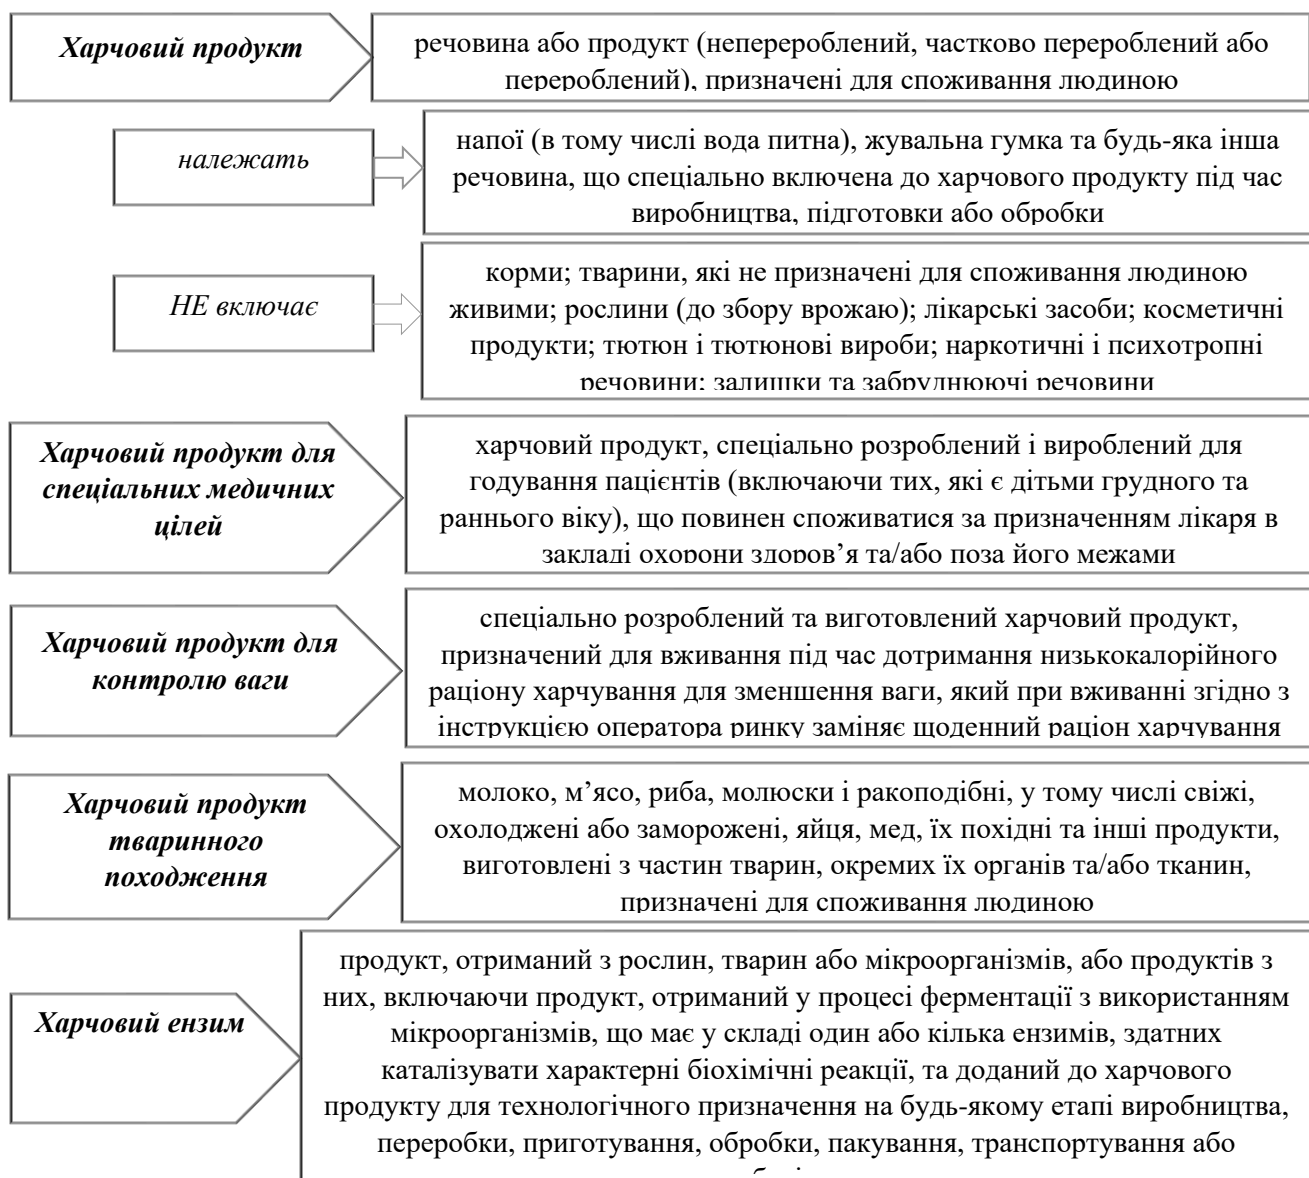 Харчовий продукт
речовина або продукт (неперероблений, частково перероблений або
перероблений), призначені для споживання людиною
належать
напої (в тому числі вода питна), жувальна гумка та будь-яка інша
речовина, що спеціально включена до харчового продукту під час
виробництва, підготовки або обробки
НЕ включає
корми; тварини, які не призначені для споживання людиною
живими; рослини (до збору врожаю); лікарські засоби; косметичні
продукти; тютюн і тютюнові вироби; наркотичні і психотропні
речовини; залишки та забруднюючі речовини
Харчовий продукт для
спеціальних медичних
цілей
харчовий продукт, спеціально розроблений і вироблений для
годування пацієнтів (включаючи тих, які є дітьми грудного та
раннього віку), що повинен споживатися за призначенням лікаря в
закладі охорони здоров’я та/або поза його межами
Харчовий продукт для
контролю ваги
спеціально розроблений та виготовлений харчовий продукт,
призначений для вживання під час дотримання низькокалорійного
раціону харчування для зменшення ваги, який при вживанні згідно з
інструкцією оператора ринку заміняє щоденний раціон харчування
Харчовий продукт
тваринного
походження
молоко, м’ясо, риба, молюски і ракоподібні, у тому числі свіжі,
охолоджені або заморожені, яйця, мед, їх похідні та інші продукти,
виготовлені з частин тварин, окремих їх органів та/або тканин,
призначені для споживання людиною
Харчовий ензим
продукт, отриманий з рослин, тварин або мікроорганізмів, або продуктів з
них, включаючи продукт, отриманий у процесі ферментації з використанням
мікроорганізмів, що має у складі один або кілька ензимів, здатних
каталізувати характерні біохімічні реакції, та доданий до харчового
продукту для технологічного призначення на будь-якому етапі виробництва,
переробки, приготування, обробки, пакування, транспортування або